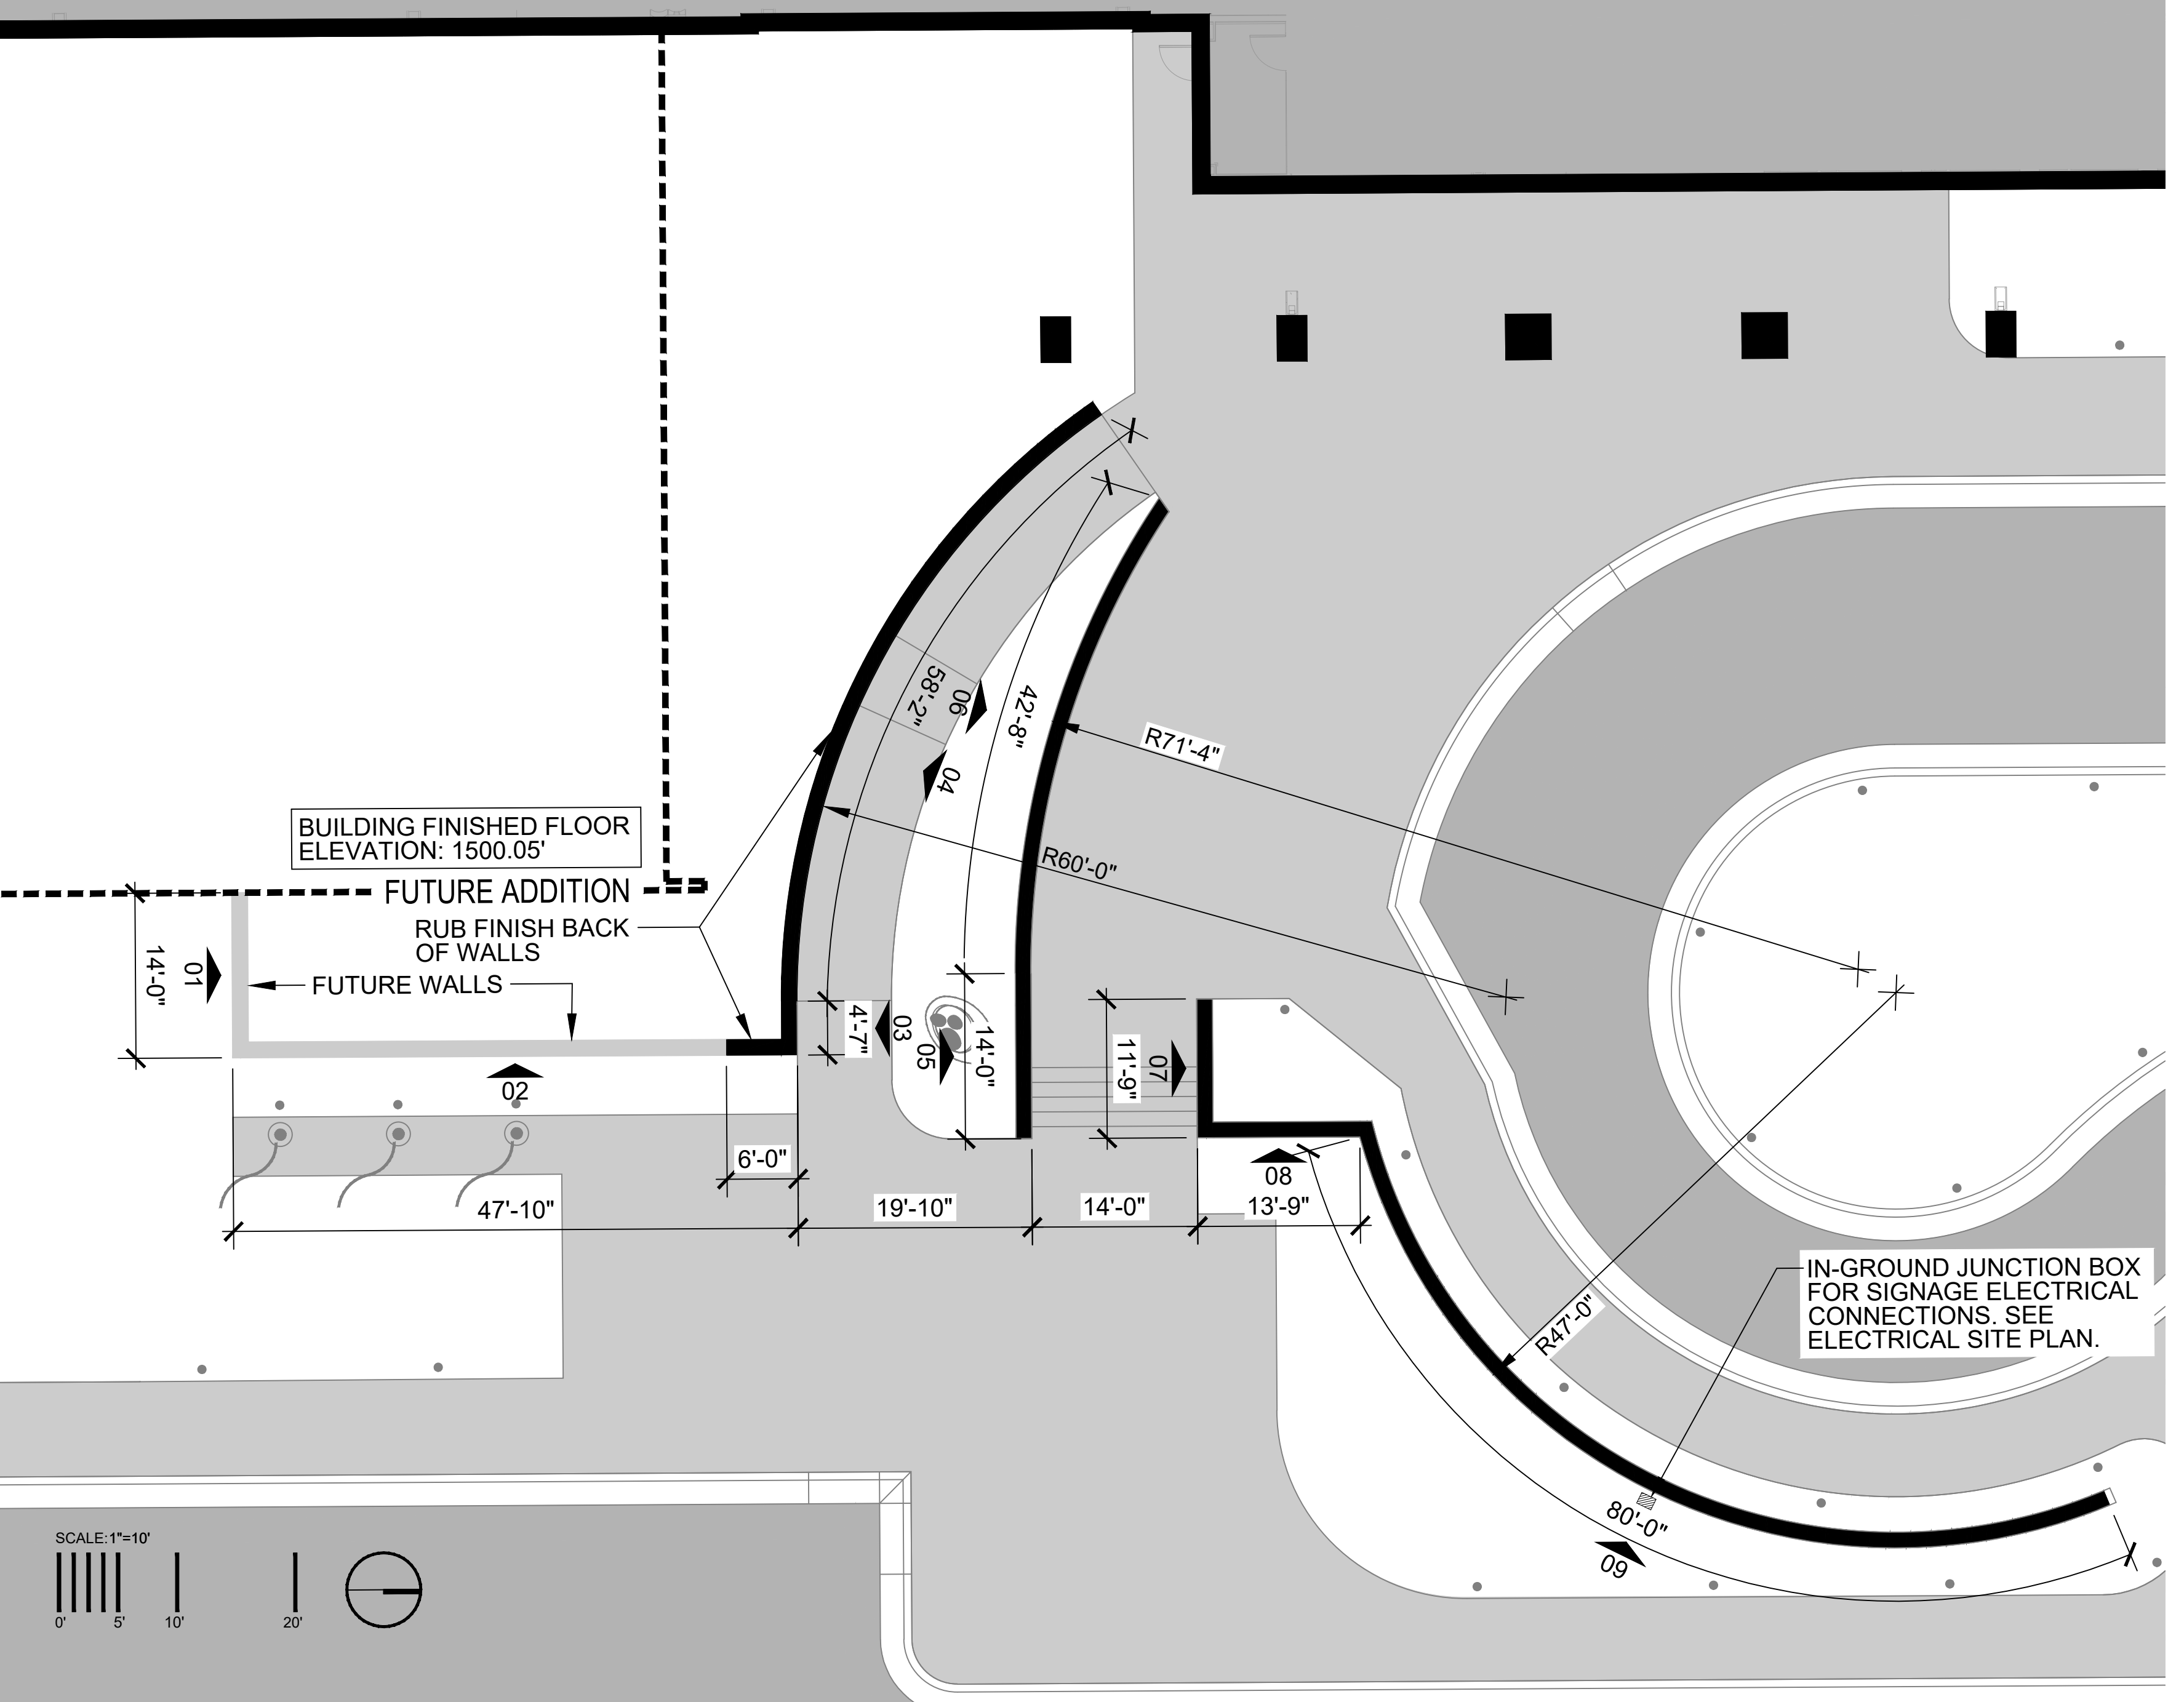 58'-2"
06
42'-8"
R71'-4"
04
BUILDING FINISHED FLOOR
ELEVATION: 1500.05'
R60'-0"
FUTURE ADDITION
RUB FINISH BACK
OF WALLS
14'-0"
01
FUTURE WALLS
4'-7"
03
05
14'-0"
11'-9"
07
02
6'-0"
08
47'-10"
19'-10"
14'-0"
13'-9"
IN-GROUND JUNCTION BOX
FOR SIGNAGE ELECTRICAL
CONNECTIONS. SEE
ELECTRICAL SITE PLAN.
R47'-0"
80'-0"
09
SCALE:1"=10'
0'
5'
10'
20'